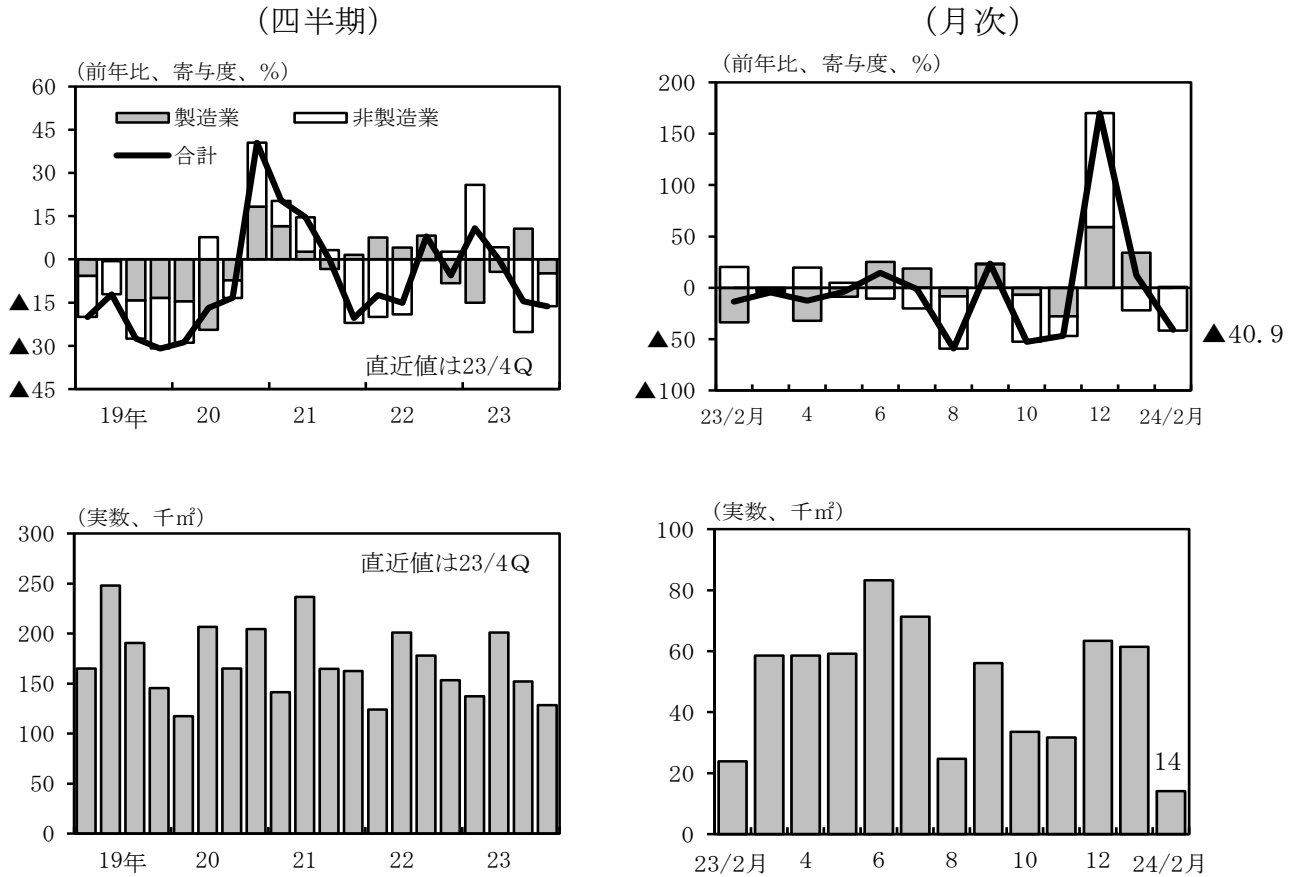 (四半期)
(前年比、寄与度、%)
60
45
30
15
0
▲15
▲30
▲45
製造業
非製造業
合計
直近値は23/4Q
19年 20 21 22 23
(月次)
(前年比、寄与度、%)
200
150
100
50
0
▲50
▲100
▲40.9
23/2月 4 6 8 10 12 24/2月
(実数、千㎡)
300
250
200
150
100
50
0
直近値は23/4Q
19年 20 21 22 23
(実数、千㎡)
100
80
60
40
20
0
14
23/2月 4 6 8 10 12 24/2月